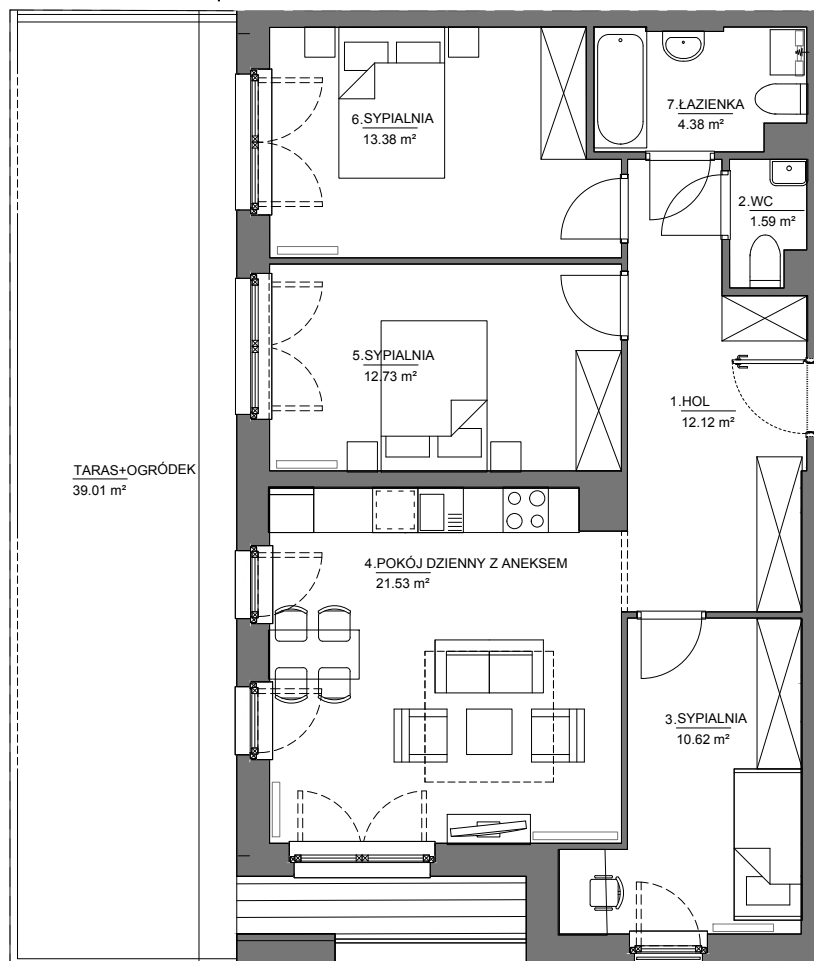 6.SYPIALNIA
13.38 m²
7.ŁAZIENKA
4.38 m²
2.WC
1.59 m²
5.SYPIALNIA
12.73 m²
1.HOL
12.12 m²
TARAS+OGRÓDEK
39.01 m²
4.POKÓJ DZIENNY Z ANEKSEM
21.53 m²
3.SYPIALNIA
10.62 m²